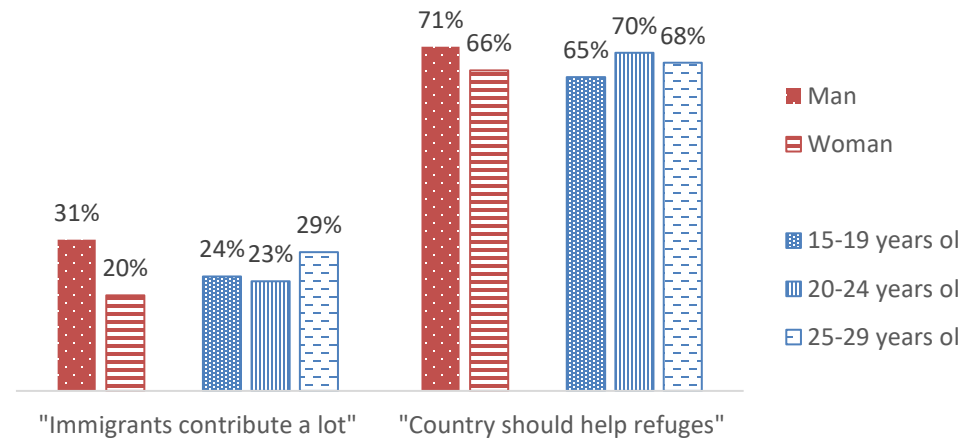 71%
66%
65%
70%
68%
31%
20%
24%
23%
29%
"Immigrants contribute a lot"
"Country should help refuges"
Man
Woman
15-19 years ol
20-24 years ol
25-29 years ol